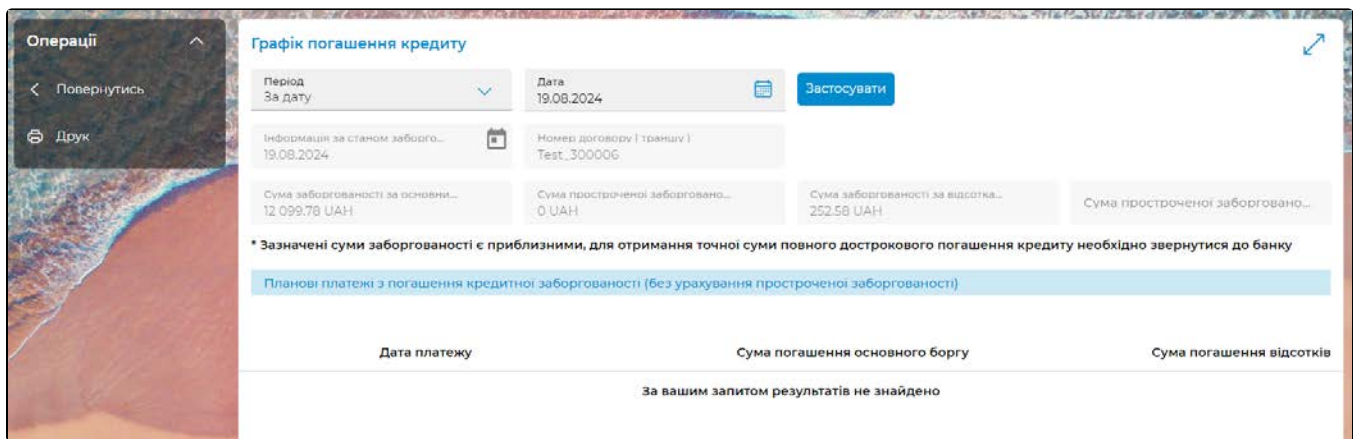 Операції
Повернутись
Друк
Графік погашення кредиту
Період
За дату
Дата
19.08.2024
Застосувати
Інформація за станом заборго...
19.08.2024
Номер договору ( траншу )
Test_300006
Сума заборгованості за основни...
12 099.78 UAH
Сума простроченої заборговано...
0 UAH
Сума заборгованості за відсотка...
252.58 UAH
Сума простроченої заборговано...
* Зазначені суми заборгованості є приблизними, для отримання точної суми повного дострокового погашення кредиту необхідно звернутися до банку
Планові платежі з погашення кредитної заборгованості (без урахування простроченої заборгованості)
Дата платежу
Сума погашення основного боргу
Сума погашення відсотків
За вашим запитом результатів не знайдено